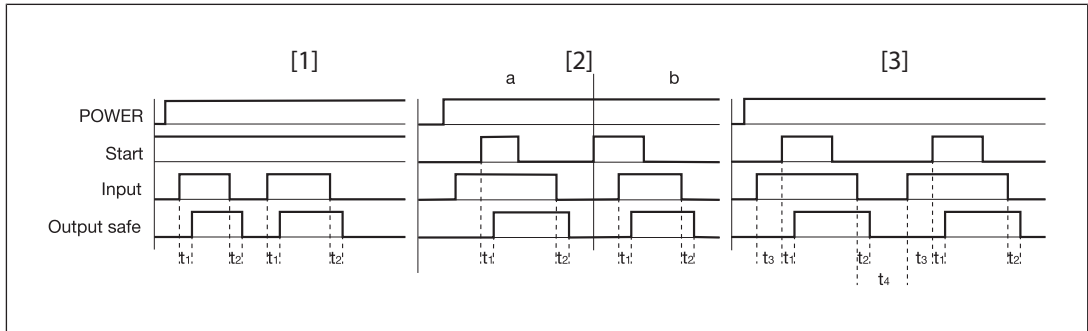 [1] [2] [3]
a b
POWER
Start
Input
Output safe
t1 t2 t1 t2 t1 t2 t1 t2 t3 t1 t2 t3 t1 t2
t4